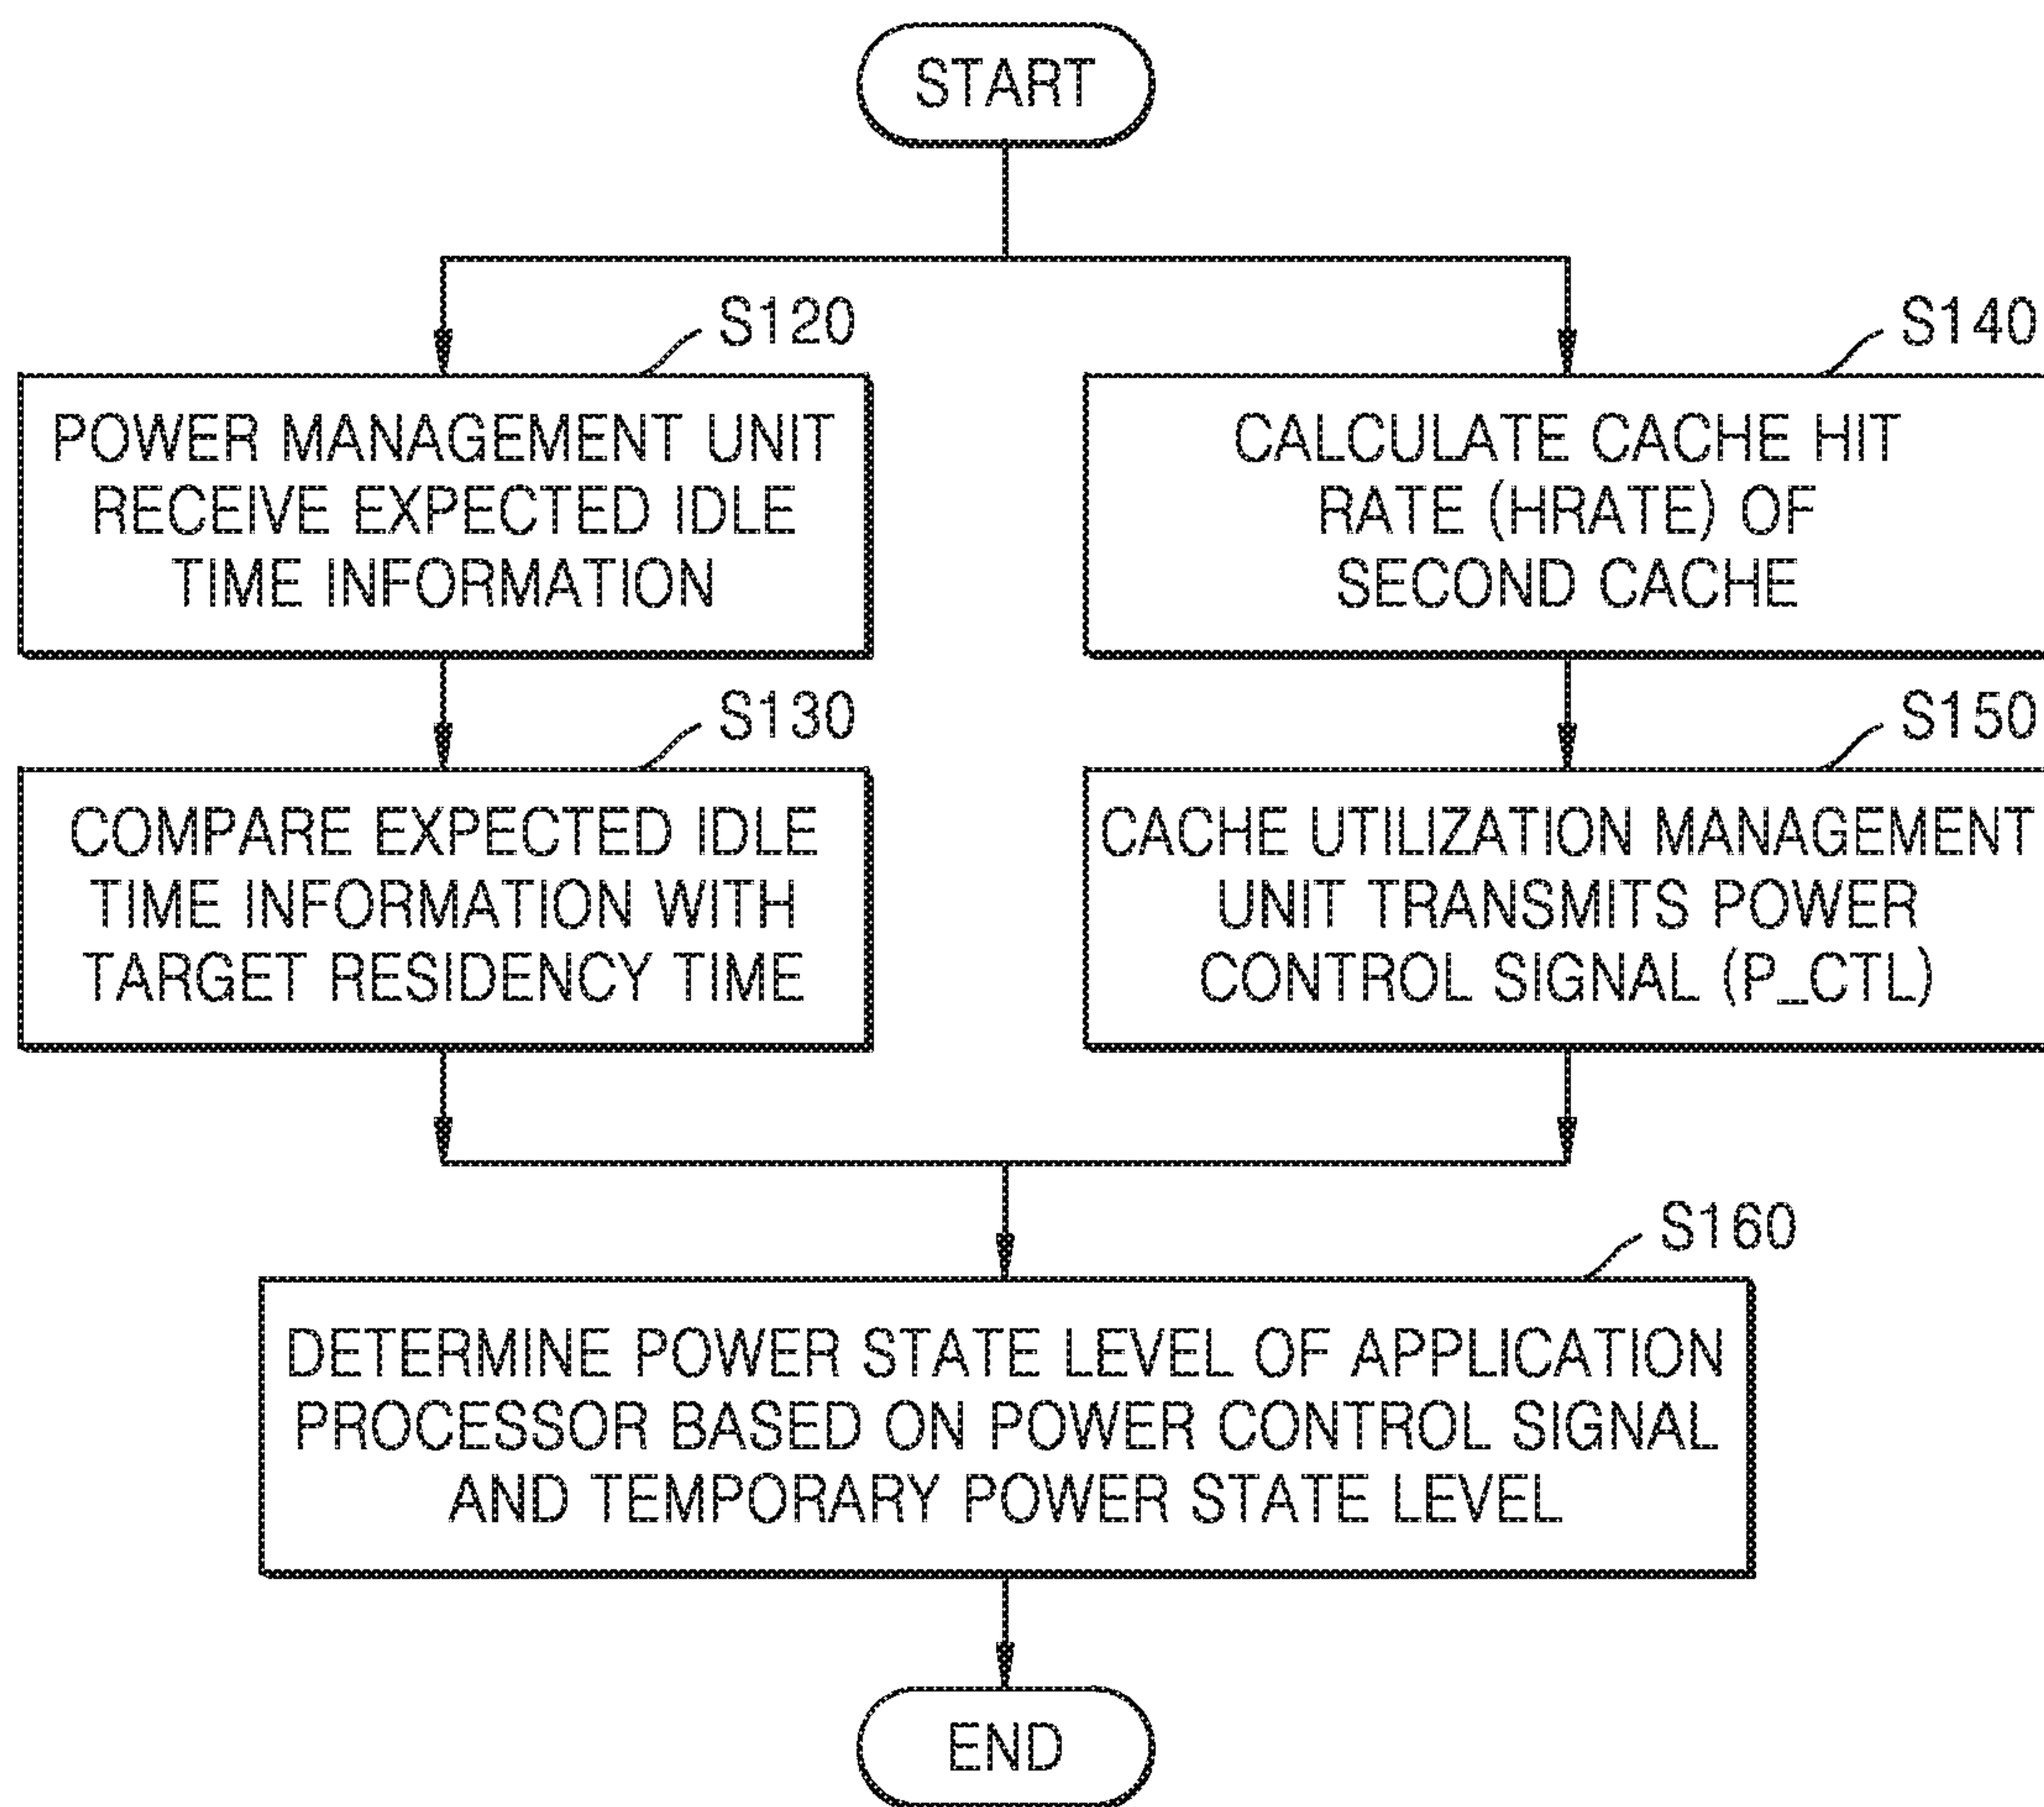 START
S120
POWER MANAGEMENT UNIT
RECEIVE EXPECTED IDLE
TIME INFORMATION
S140
CALCULATE CACHE HIT
RATE (HRATE) OF
SECOND CACHE
S130
COMPARE EXPECTED IDLE
TIME INFORMATION WITH
TARGET RESIDENCY TIME
S150
CACHE UTILIZATION MANAGEMENT
UNIT TRANSMITS POWER
CONTROL SIGNAL (P_CTL)
S160
DETERMINE POWER STATE LEVEL OF APPLICATION
PROCESSOR BASED ON POWER CONTROL SIGNAL
AND TEMPORARY POWER STATE LEVEL
END